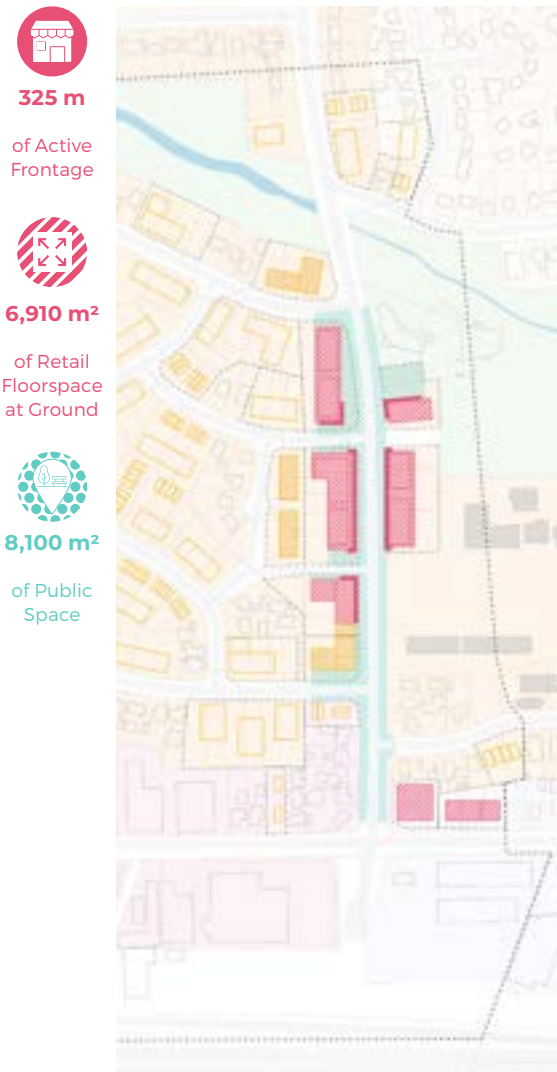 325 m
of Active
Frontage
6,910 m²
of Retail
Floorspace
at Ground
8,100 m²
of Public
Space